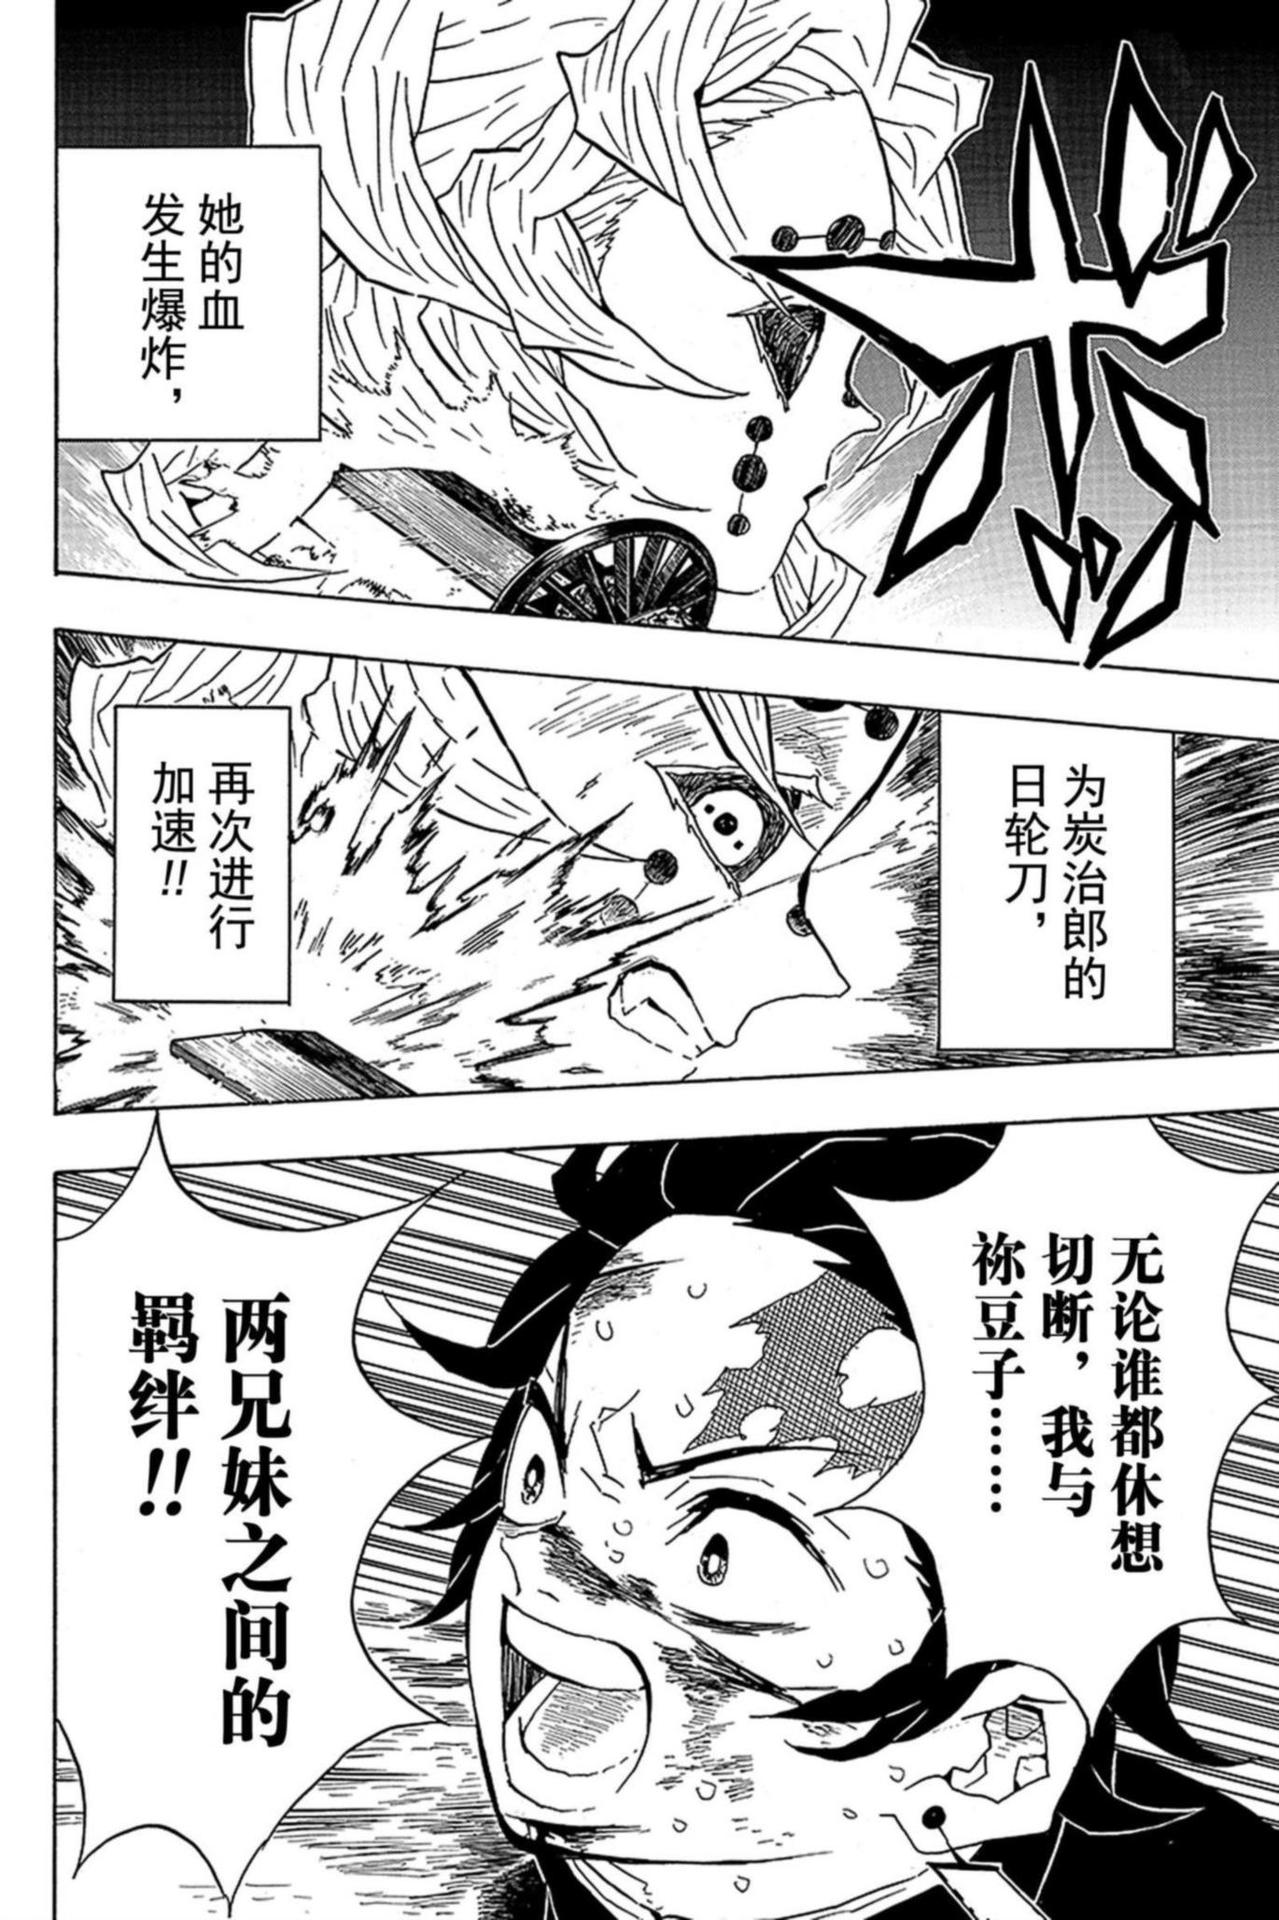 她的血
发生爆炸，
为炭治郎的
日轮刀，
再次进行
加速!!
无论谁都休想
切断，我与
祢豆子……
两兄妹之间的
羁绊!!